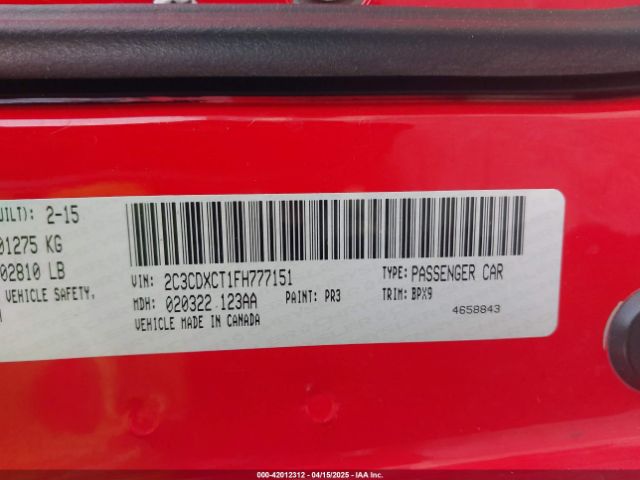 UILT): 2-15
01275 KG
02810 LB
VEHICLE SAFETY,
VIN: 2C3CDXCT1FH777151 TYPE: PASSENGER CAR
MDH: 020322 123AA PAINT: PR3 TRIM: BPX9
VEHICLE MADE IN CANADA 4658843
000-42012312 - 04/15/2025 - IAA Inc.